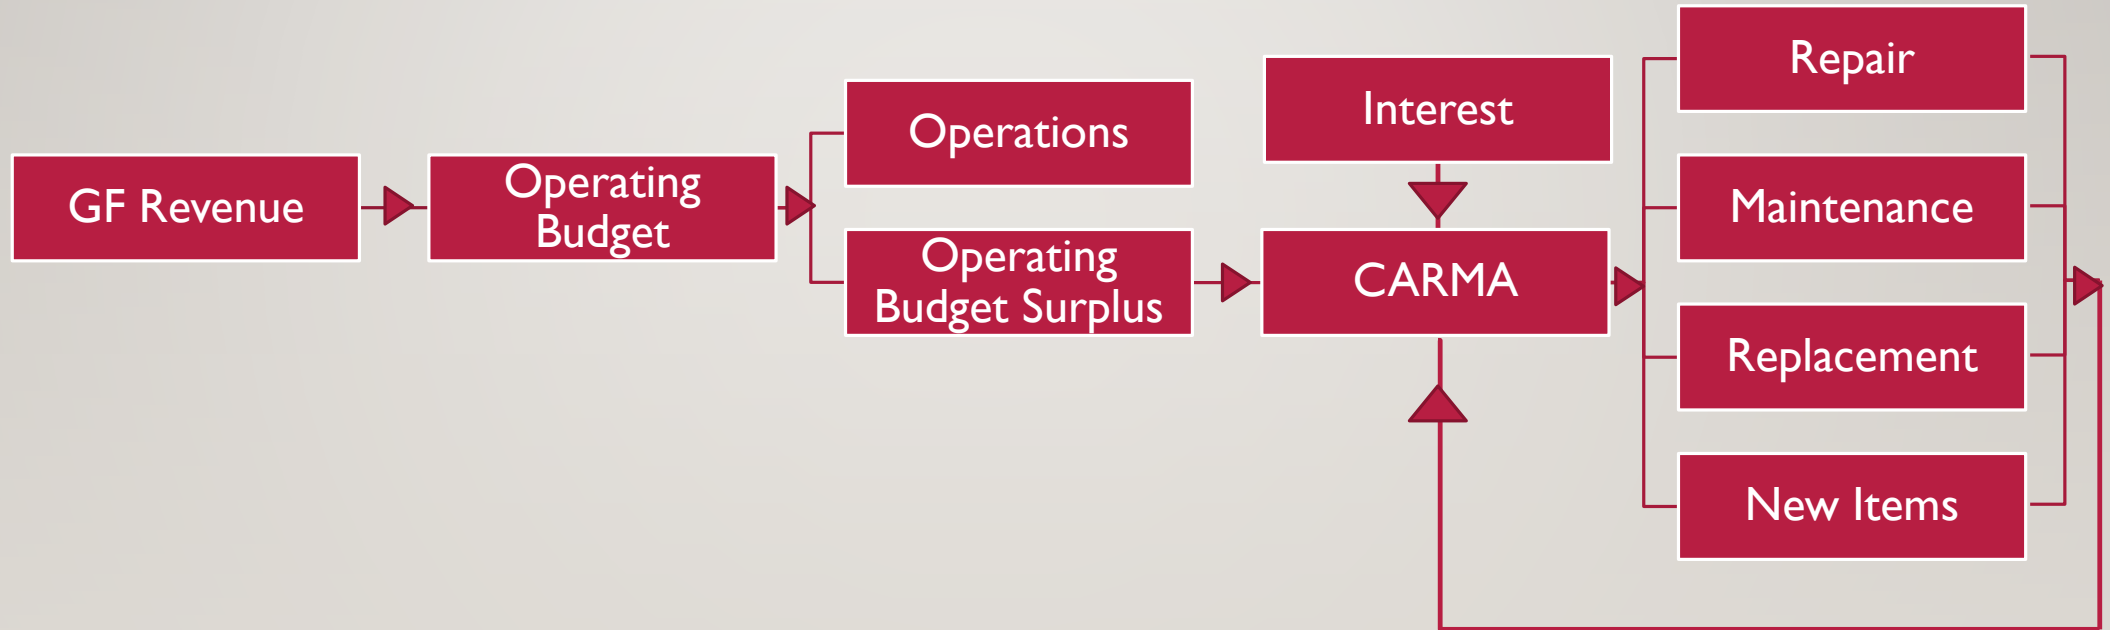 GF Revenue
Operating
Budget
Operations
Operating
Budget Surplus
Interest
CARMA
Repair
Maintenance
Replacement
New Items